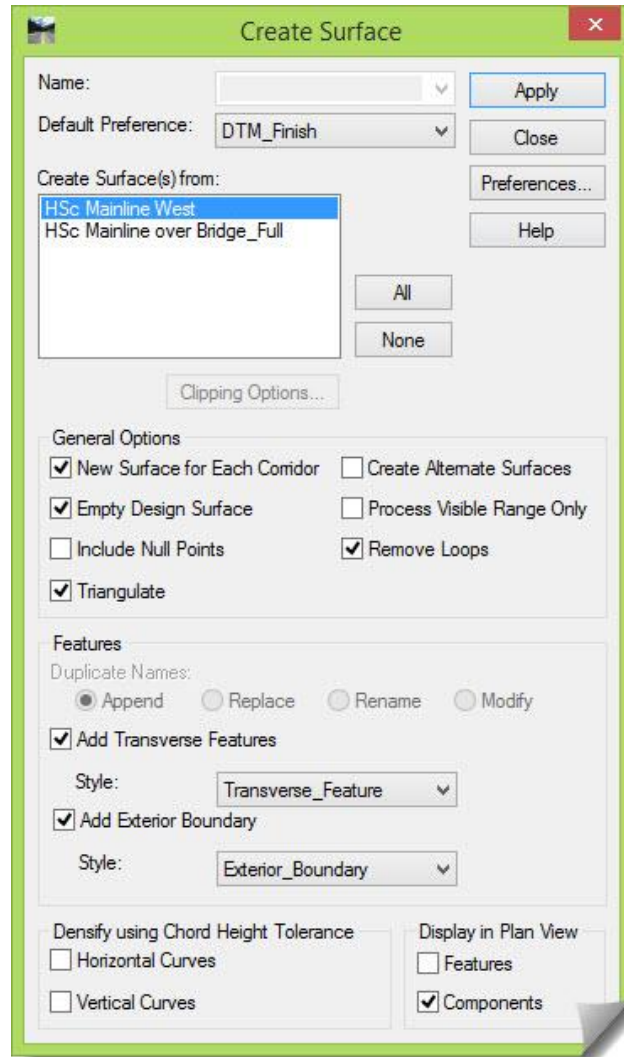 Create Surface
Name:
Apply
Default Preference: DTM_Finish
Close
Create Surface(s) from:
Preferences...
HSc Mainline West
HSc Mainline over Bridge_Full
Help
All
None
Clipping Options...
General Options
New Surface for Each Corridor Create Alternate Surfaces
Empty Design Surface Process Visible Range Only
Include Null Points Remove Loops
Triangulate
Features
Duplicate Names:
Append Replace Rename Modify
Add Transverse Features
Style: Transverse_Feature
Add Exterior Boundary
Style: Exterior_Boundary
Densify using Chord Height Tolerance
Horizontal Curves
Vertical Curves
Display in Plan View
Features
Components